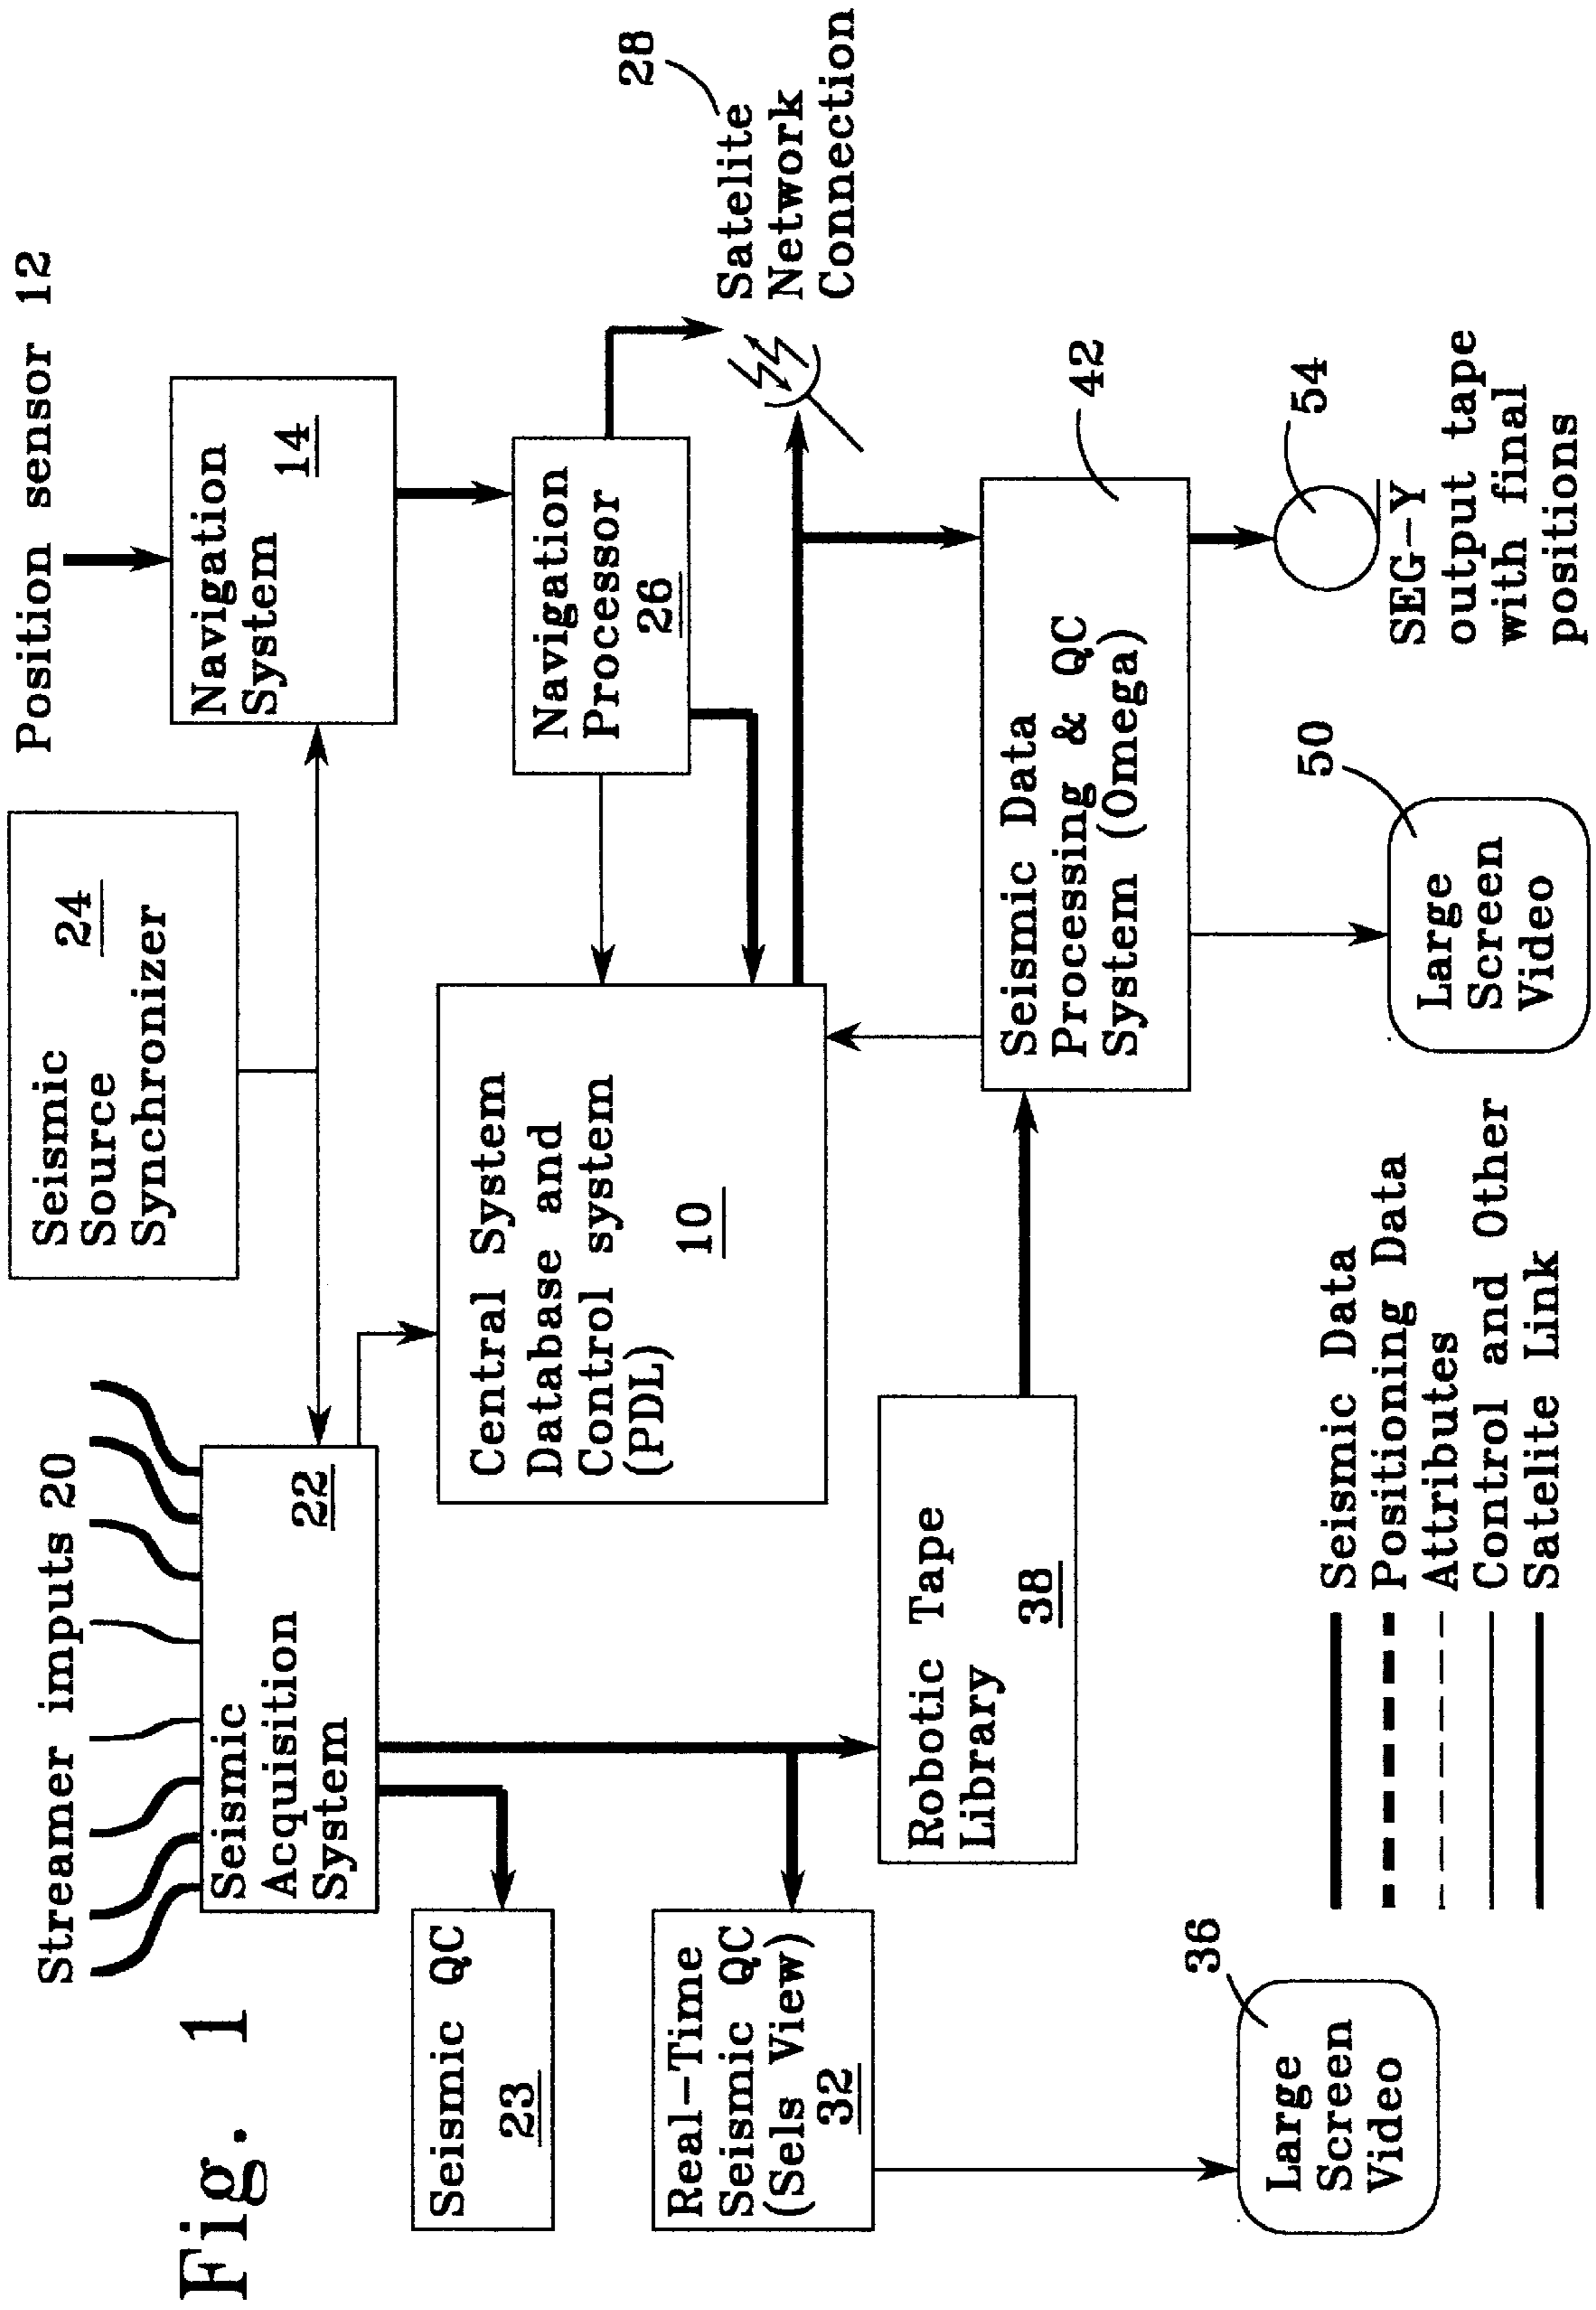 Fig. 1
Streamer imputs 20
Seismic
Acquisition
System
22
Seismic
Source
Synchronizer
24
Position sensor 12
Navigation
System
14
Seismic QC
23
Central System
Database and
Control system
(PDL)
10
Navigation
Processor
26
28
Satelite
Network
Connection
Real-Time
Seismic QC
(Sels View)
32
Robotic Tape
Library
38
Seismic Data
Processing & QC
System (Omega)
42
36
Large
Screen
Video
Seismic Data
Positioning Data
Attributes
Control and Other
Satelite Link
50
Large
Screen
Video
54
SEG-Y
output tape
with final
positions